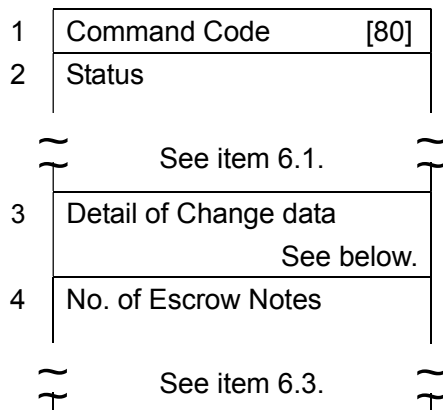 1 Command Code [80]
2 Status
See item 6.1.
3 Detail of Change data
See below.
4 No. of Escrow Notes
See item 6.3.